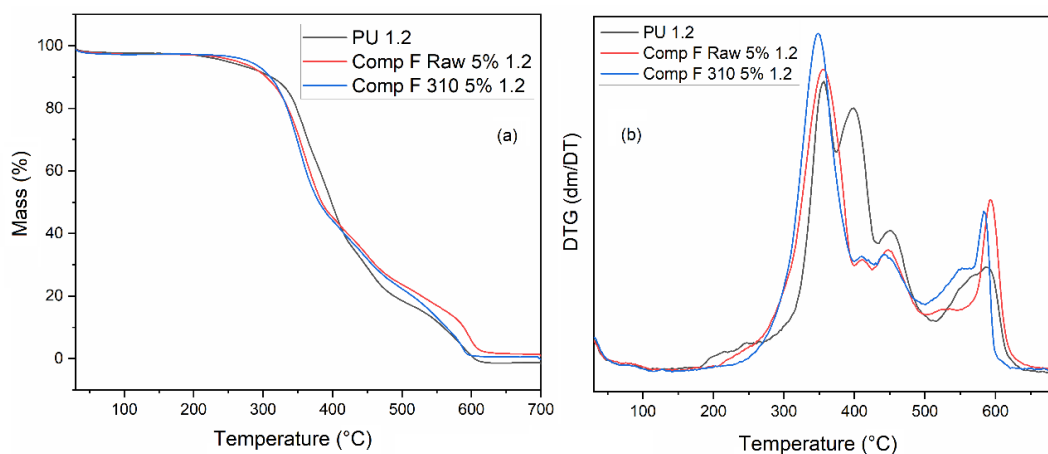 PU 1.2
Comp F Raw 5% 1.2
Comp F 310 5% 1.2
(a)
Mass (%)
100
80
60
40
20
0
100 200 300 400 500 600 700
Temperature (°C)
PU 1.2
Comp F Raw 5% 1.2
Comp F 310 5% 1.2
(b)
DTG (dm/DT)
100 200 300 400 500 600
Temperature (°C)